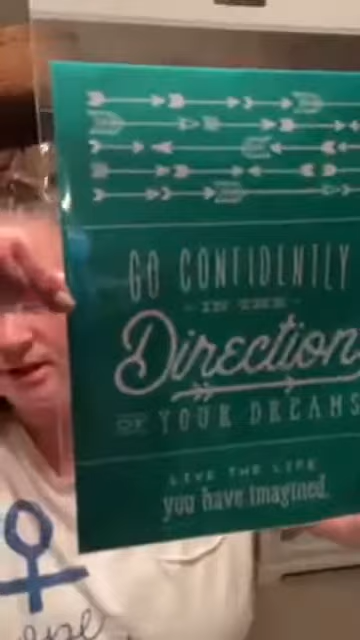 GO CONFIDENTLY
IN THE
Direction
OF YOUR DREAMS
LIVE THE LIFE
you have imagined.